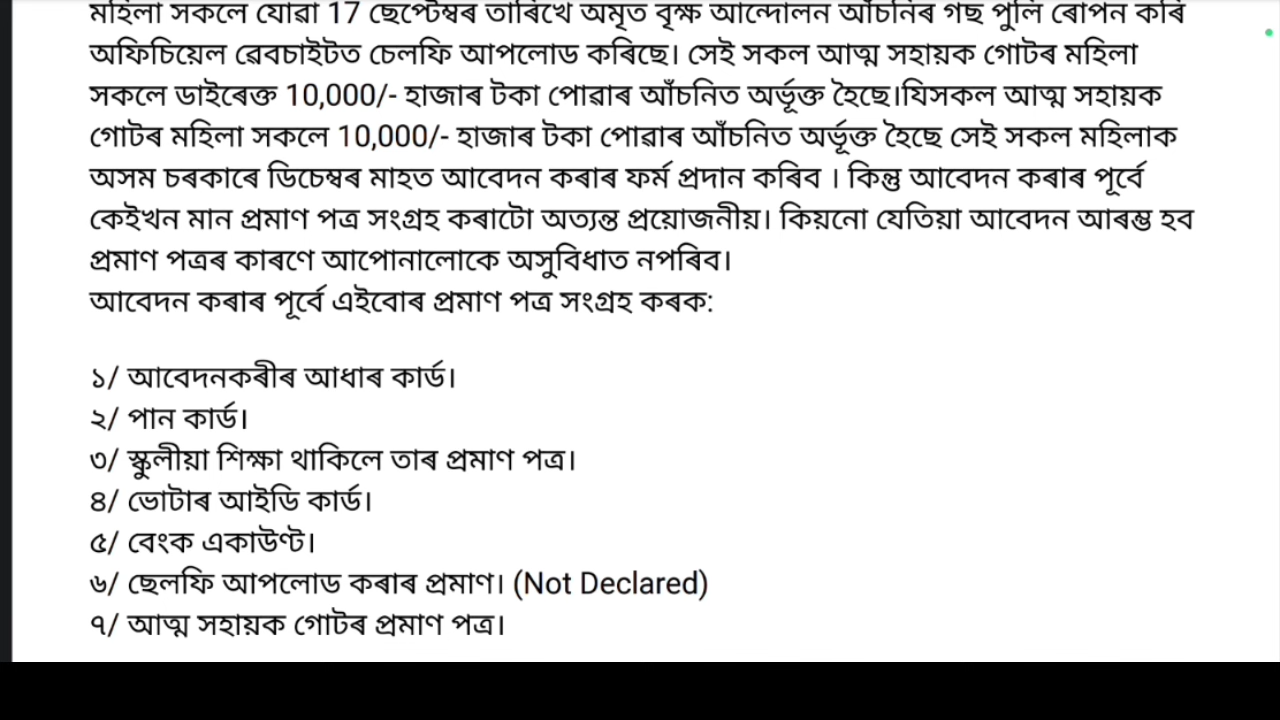 মহিলা সকলে যোৱা 17 ছেপ্টেম্বৰ তাৰিখে অমৃত বৃক্ষ আন্দোলন আঁচনিৰ গছ পুলি ৰোপন কৰি
অফিচিয়েল ৱেবচাইটত চেলফি আপলোড কৰিছে। সেই সকল আত্ম সহায়ক গোটৰ মহিলা
সকলে ডাইৰেক্ত 10,000/- হাজাৰ টকা পোৱাৰ আঁচনিত অৰ্ভূক্ত হৈছে।যিসকল আত্ম সহায়ক
গোটৰ মহিলা সকলে 10,000/- হাজাৰ টকা পোৱাৰ আঁচনিত অৰ্ভূক্ত হৈছে সেই সকল মহিলাক
অসম চৰকাৰে ডিচেম্বৰ মাহত আবেদন কৰাৰ ফৰ্ম প্ৰদান কৰিব । কিন্তু আবেদন কৰাৰ পূৰ্বে
কেইখন মান প্ৰমাণ পত্ৰ সংগ্ৰহ কৰাটো অত্যন্ত প্ৰয়োজনীয়। কিয়নো যেতিয়া আবেদন আৰম্ভ হব
প্ৰমাণ পত্ৰৰ কাৰণে আপোনালোকে অসুবিধাত নপৰিব।
আবেদন কৰাৰ পূৰ্বে এইবোৰ প্ৰমাণ পত্ৰ সংগ্ৰহ কৰক:
১/ আবেদনকৰীৰ আধাৰ কাৰ্ড।
২/ পান কাৰ্ড।
৩/ স্কুলীয়া শিক্ষা থাকিলে তাৰ প্ৰমাণ পত্ৰ।
৪/ ভোটাৰ আইডি কাৰ্ড।
৫/ বেংক একাউণ্ট।
৬/ ছেলফি আপলোড কৰাৰ প্ৰমাণ। (Not Declared)
৭/ আত্ম সহায়ক গোটৰ প্ৰমাণ পত্ৰ।